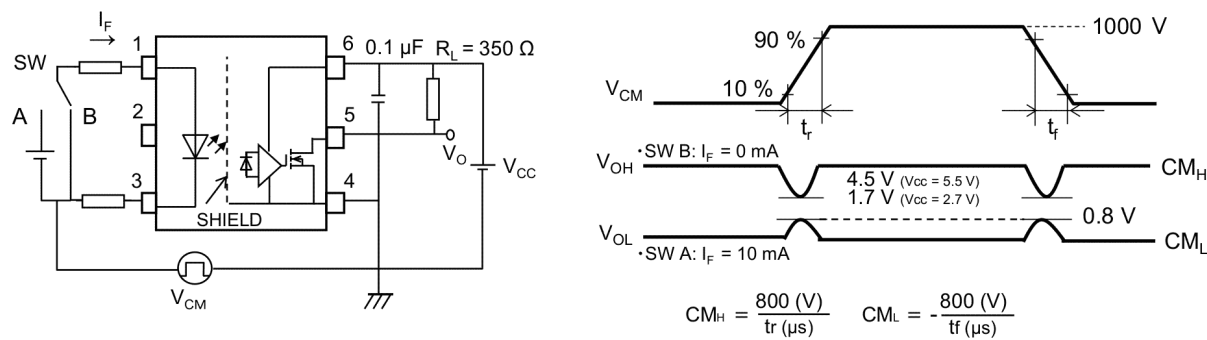 I_F
SW
A
B
1
2
3
6
5
4
0.1 μF
R_L = 350 Ω
V_O
V_CC
SHIELD
V_CM
1000 V
90 %
10 %
V_CM
t_r
t_f
V_OH
・SW B: I_F = 0 mA
CM_H
4.5 V (Vcc = 5.5 V)
1.7 V (Vcc = 2.7 V)
0.8 V
V_OL
・SW A: I_F = 10 mA
CM_L
CM_H = 800 (V) / tr (μs)
CM_L = - 800 (V) / tf (μs)